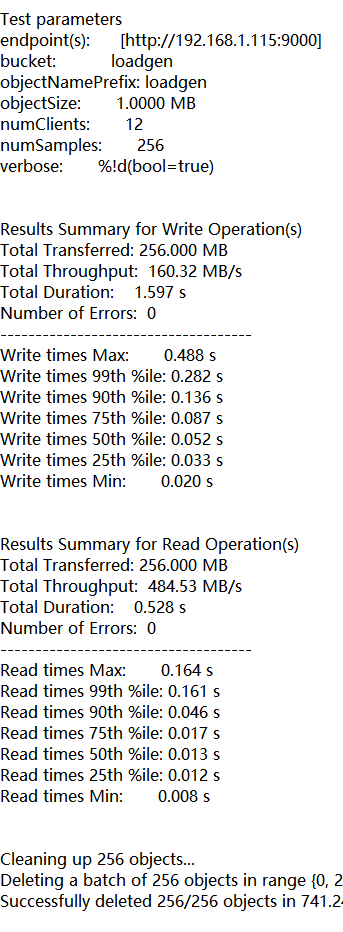 Test parameters
endpoint(s): [http://192.168.1.115:9000]
bucket: loadgen
objectNamePrefix: loadgen
objectSize: 1.0000 MB
numClients: 12
numSamples: 256
verbose: %!d(bool=true)
Results Summary for Write Operation(s)
Total Transferred: 256.000 MB
Total Throughput: 160.32 MB/s
Total Duration: 1.597 s
Number of Errors: 0
------------------------------------
Write times Max: 0.488 s
Write times 99th %ile: 0.282 s
Write times 90th %ile: 0.136 s
Write times 75th %ile: 0.087 s
Write times 50th %ile: 0.052 s
Write times 25th %ile: 0.033 s
Write times Min: 0.020 s
Results Summary for Read Operation(s)
Total Transferred: 256.000 MB
Total Throughput: 484.53 MB/s
Total Duration: 0.528 s
Number of Errors: 0
------------------------------------
Read times Max: 0.164 s
Read times 99th %ile: 0.161 s
Read times 90th %ile: 0.046 s
Read times 75th %ile: 0.017 s
Read times 50th %ile: 0.013 s
Read times 25th %ile: 0.012 s
Read times Min: 0.008 s
Cleaning up 256 objects...
Deleting a batch of 256 objects in range {0, 2
Successfully deleted 256/256 objects in 741.2